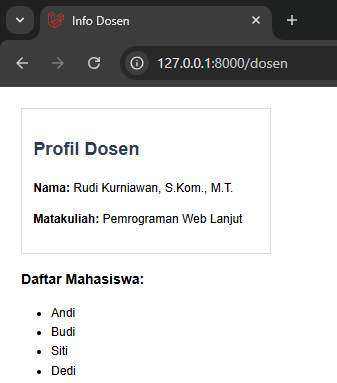 Info Dosen
127.0.0.1:8000/dosen
Profil Dosen
Nama: Rudi Kurniawan, S.Kom., M.T.
Matakuliah: Pemrograman Web Lanjut
Daftar Mahasiswa:
Andi
Budi
Siti
Dedi